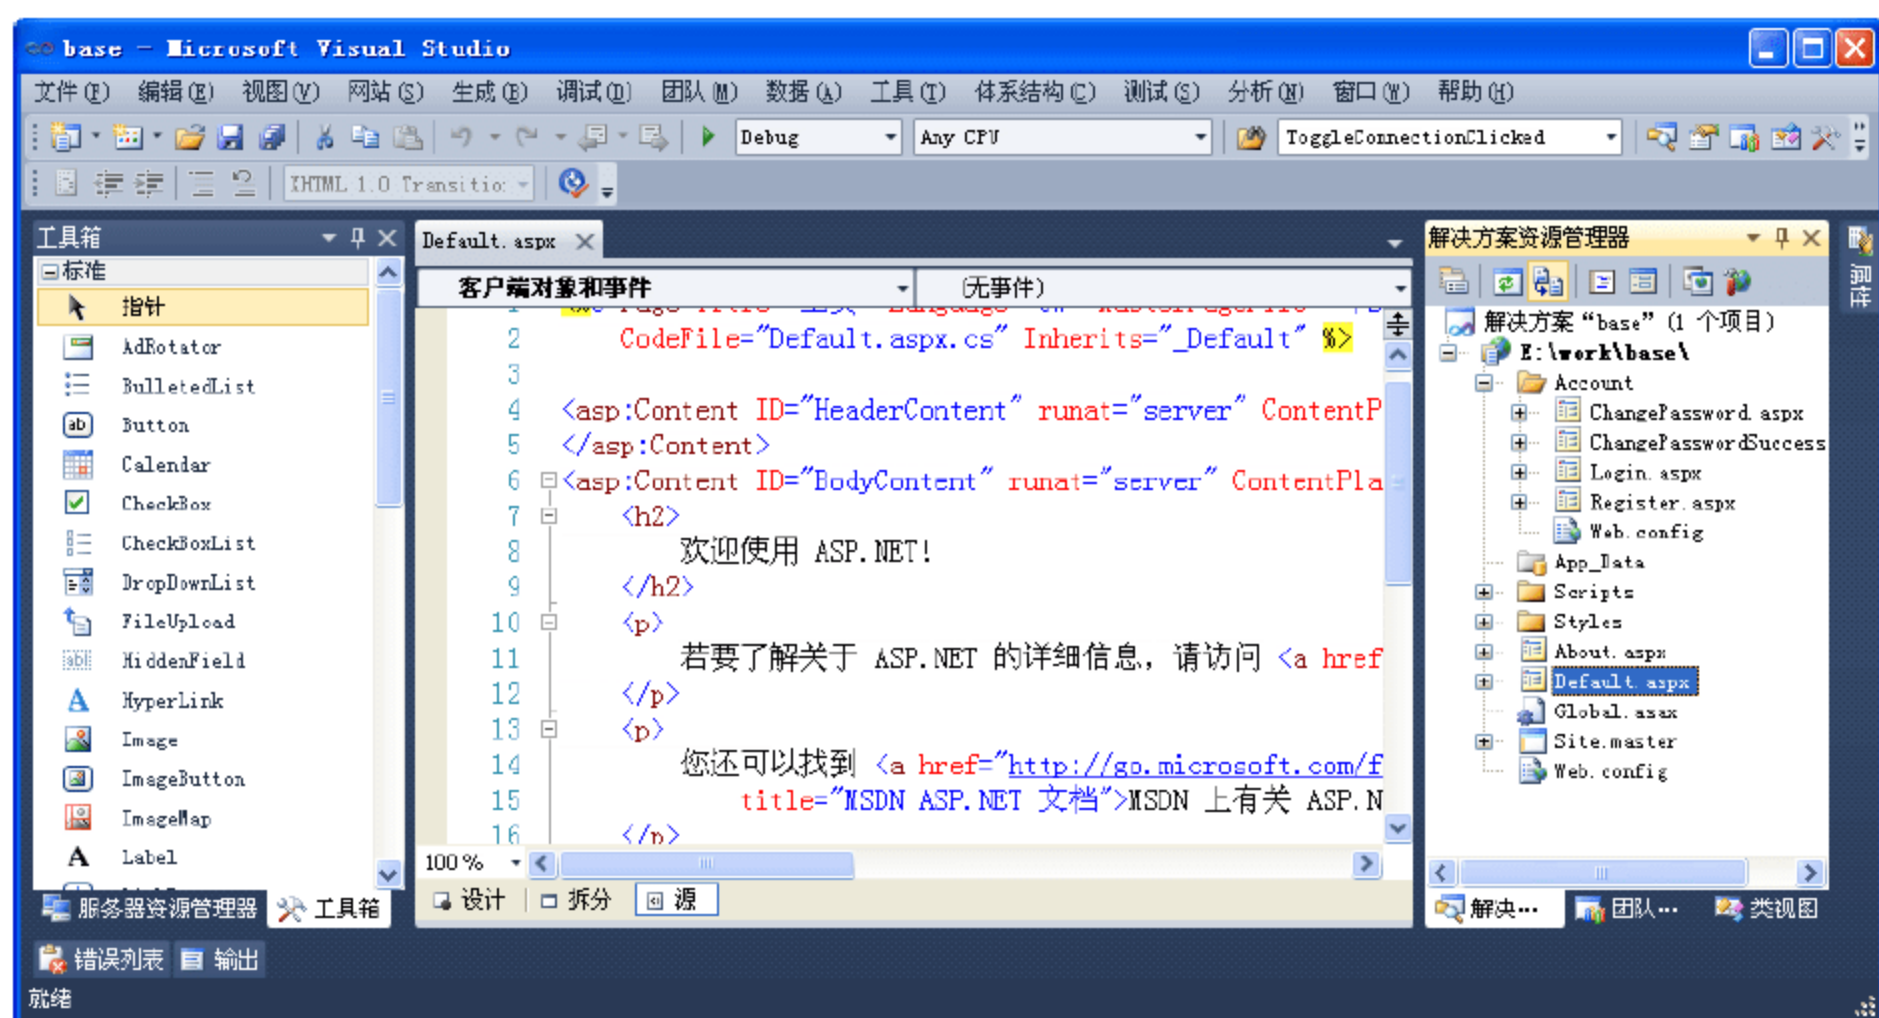 base - Microsoft Visual Studio
文件(F) 编辑(E) 视图(V) 网站(S) 生成(B) 调试(D) 团队(M) 数据(A) 工具(T) 体系结构(C) 测试(S) 分析(N) 窗口(W) 帮助(H)
Debug Any CPU ToggleConnectionClicked
XHTML 1.0 Transitio
工具箱
标准
指针
AdRotator
BulletedList
Button
Calendar
CheckBox
CheckBoxList
DropDownList
FileUpload
HiddenField
HyperLink
Image
ImageButton
ImageMap
Label
服务器资源管理器 工具箱
Default.aspx
客户端对象和事件 (无事件)
1
2 CodeFile="Default.aspx.cs" Inherits="_Default" %>
3
4 <asp:Content ID="HeaderContent" runat="server" ContentP
5 </asp:Content>
6 <asp:Content ID="BodyContent" runat="server" ContentPla
7 <h2>
8 欢迎使用 ASP.NET!
9 </h2>
10 <p>
11 若要了解关于 ASP.NET 的详细信息，请访问 <a href
12 </p>
13 <p>
14 您还可以找到 <a href="http://go.microsoft.com/f
15 title="MSDN ASP.NET 文档">MSDN 上有关 ASP.N
16 </p>
100 %
设计 拆分 源
解决方案资源管理器
解决方案“base”(1 个项目)
E:\work\base\
Account
ChangePassword.aspx
ChangePasswordSuccess
Login.aspx
Register.aspx
Web.config
App_Data
Scripts
Styles
About.aspx
Default.aspx
Global.asax
Site.master
Web.config
解决… 团队… 类视图
属性
错误列表 输出
就绪